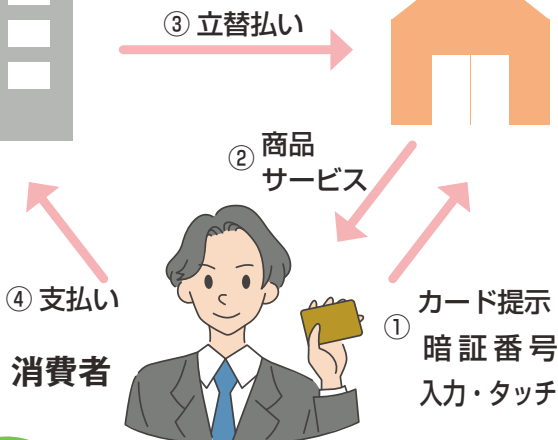 ③ 立替払い
② 商品
サービス
④ 支払い
消費者
① カード提示
暗証番号
入力・タッチ